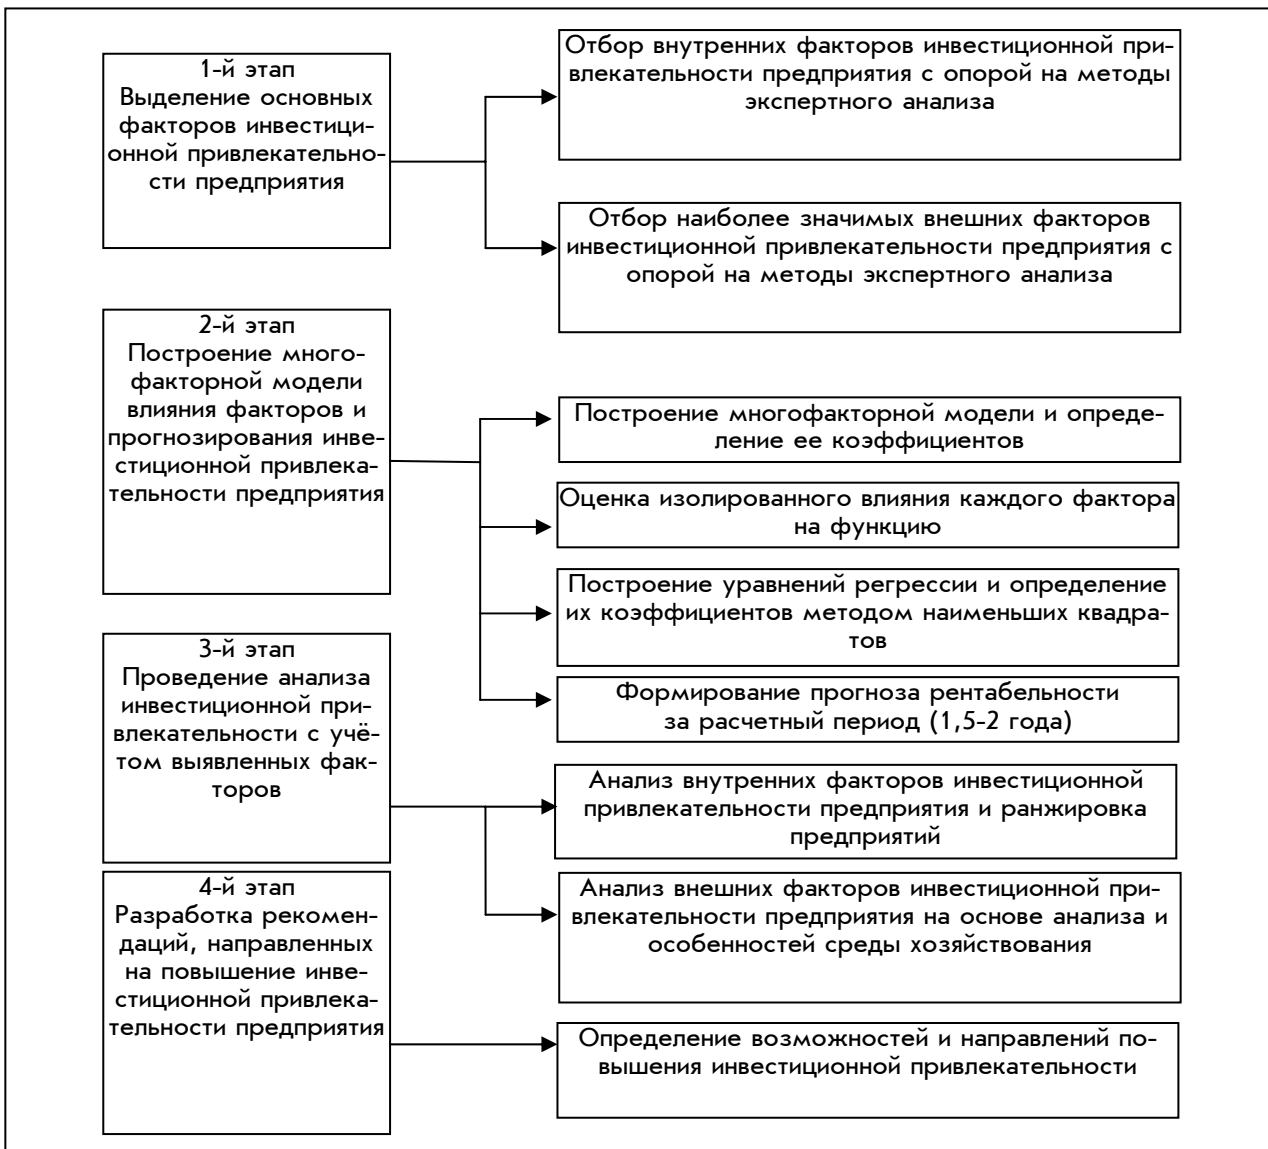 1-й этап
Выделение основных
факторов инвестици-
онной привлекательно-
сти предприятия
Отбор внутренних факторов инвестиционной при-
влекательности предприятия с опорой на методы
экспертного анализа
Отбор наиболее значимых внешних факторов
инвестиционной привлекательности предприятия с
опорой на методы экспертного анализа
2-й этап
Построение много-
факторной модели
влияния факторов и
прогнозирования инве-
стиционной привлека-
тельности предприятия
Построение многофакторной модели и опреде-
ление ее коэффициентов
Оценка изолированного влияния каждого фактора
на функцию
Построение уравнений регрессии и определение
их коэффициентов методом наименьших квадра-
тов
Формирование прогноза рентабельности
за расчетный период (1,5-2 года)
3-й этап
Проведение анализа
инвестиционной при-
влекательности с учё-
том выявленных фак-
торов
Анализ внутренних факторов инвестиционной
привлекательности предприятия и ранжировка
предприятий
Анализ внешних факторов инвестиционной при-
влекательности предприятия на основе анализа и
особенностей среды хозяйствования
4-й этап
Разработка рекомен-
даций, направленных
на повышение инве-
стиционной привлека-
тельности предприятия
Определение возможностей и направлений по-
вышения инвестиционной привлекательности